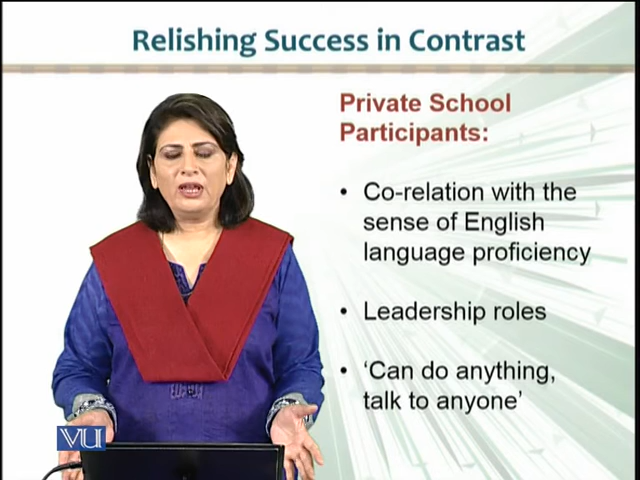 Relishing Success in Contrast
Private School
Participants:
• Co-relation with the
sense of English
language proficiency
• Leadership roles
• ‘Can do anything,
talk to anyone’
VU